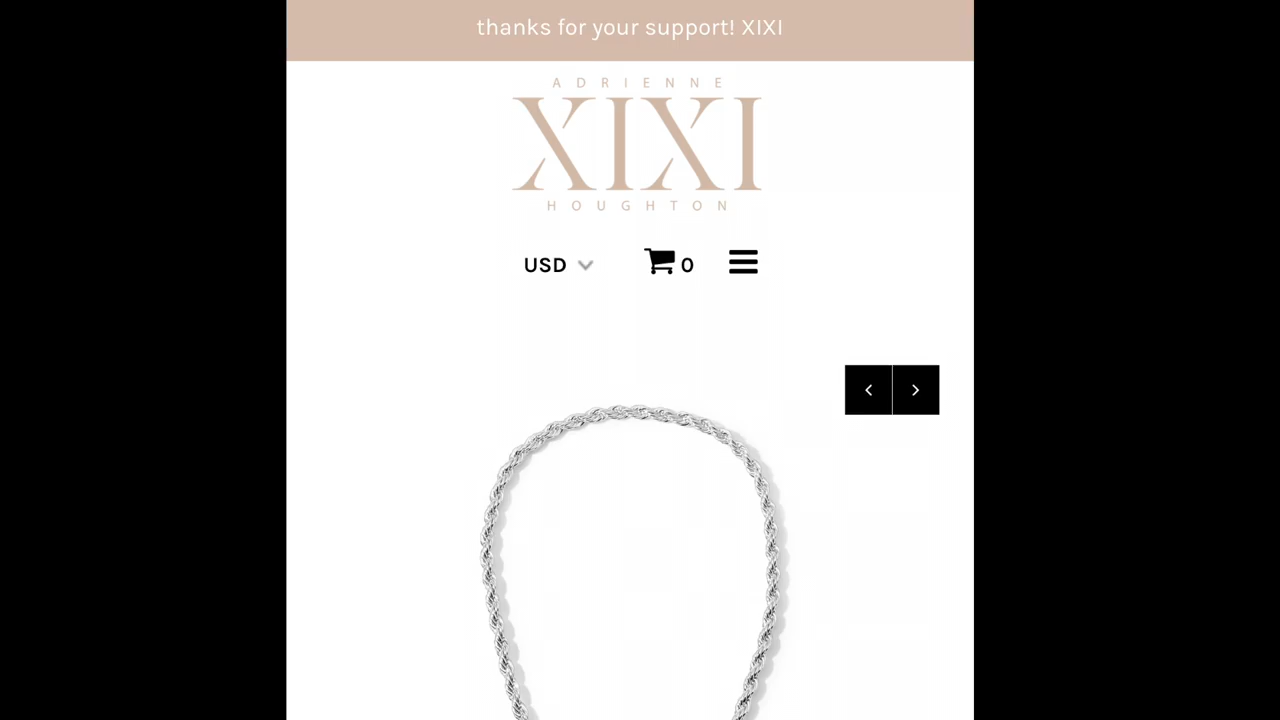 thanks for your support! XIXI
ADRIENNE
XIXI
HOUGHTON
USD 0